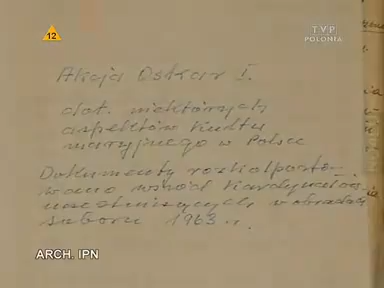 12
TVP
POLONIA
Akcja Oskar I.
dot. niektórych
aspektów kultu
maryjnego w Polsce
Dokumenty rozkolporto-
wano wśród kardynałów
uczestniczących w obradach
soboru 1963 r.
ARCH. IPN